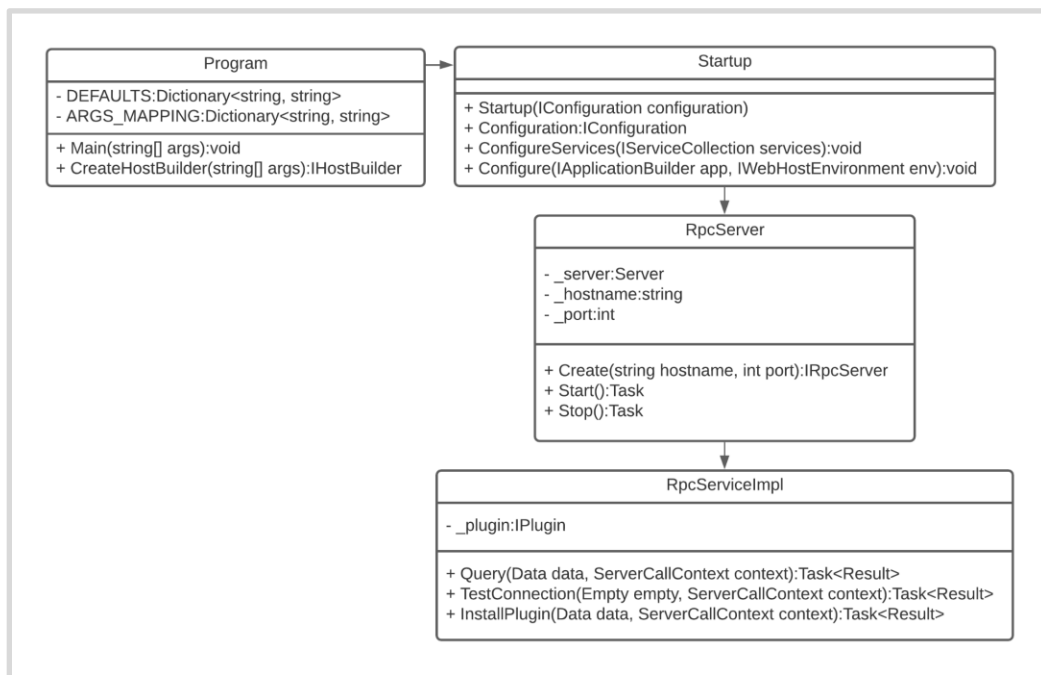 Program
- DEFAULTS:Dictionary<string, string>
- ARGS_MAPPING:Dictionary<string, string>
+ Main(string[] args):void
+ CreateHostBuilder(string[] args):IHostBuilder
Startup
+ Startup(IConfiguration configuration)
+ Configuration:IConfiguration
+ ConfigureServices(IServiceCollection services):void
+ Configure(IApplicationBuilder app, IWebHostEnvironment env):void
RpcServer
- _server:Server
- _hostname:string
- _port:int
+ Create(string hostname, int port):IRpcServer
+ Start():Task
+ Stop():Task
RpcServiceImpl
- _plugin:IPlugin
+ Query(Data data, ServerCallContext context):Task<Result>
+ TestConnection(Empty empty, ServerCallContext context):Task<Result>
+ InstallPlugin(Data data, ServerCallContext context):Task<Result>